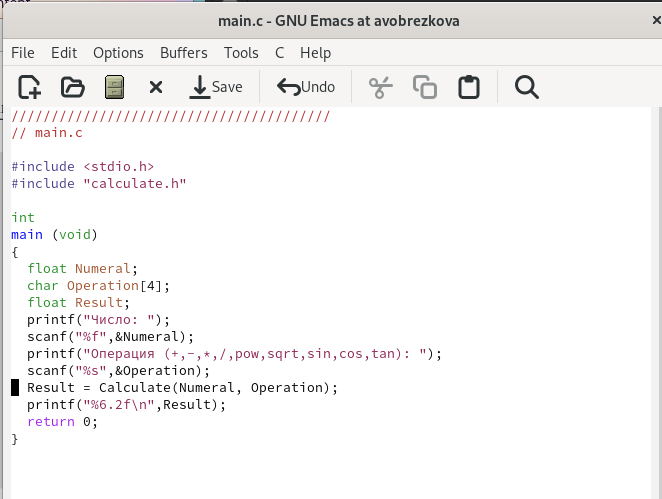 main.c - GNU Emacs at avobrezkova
File Edit Options Buffers Tools C Help
Save Undo
////////////////////////////////////////
// main.c
#include <stdio.h>
#include "calculate.h"
int
main (void)
{
  float Numeral;
  char Operation[4];
  float Result;
  printf("Число: ");
  scanf("%f",&Numeral);
  printf("Операция (+,-,*,/,pow,sqrt,sin,cos,tan): ");
  scanf("%s",&Operation);
  Result = Calculate(Numeral, Operation);
  printf("%6.2f\n",Result);
  return 0;
}